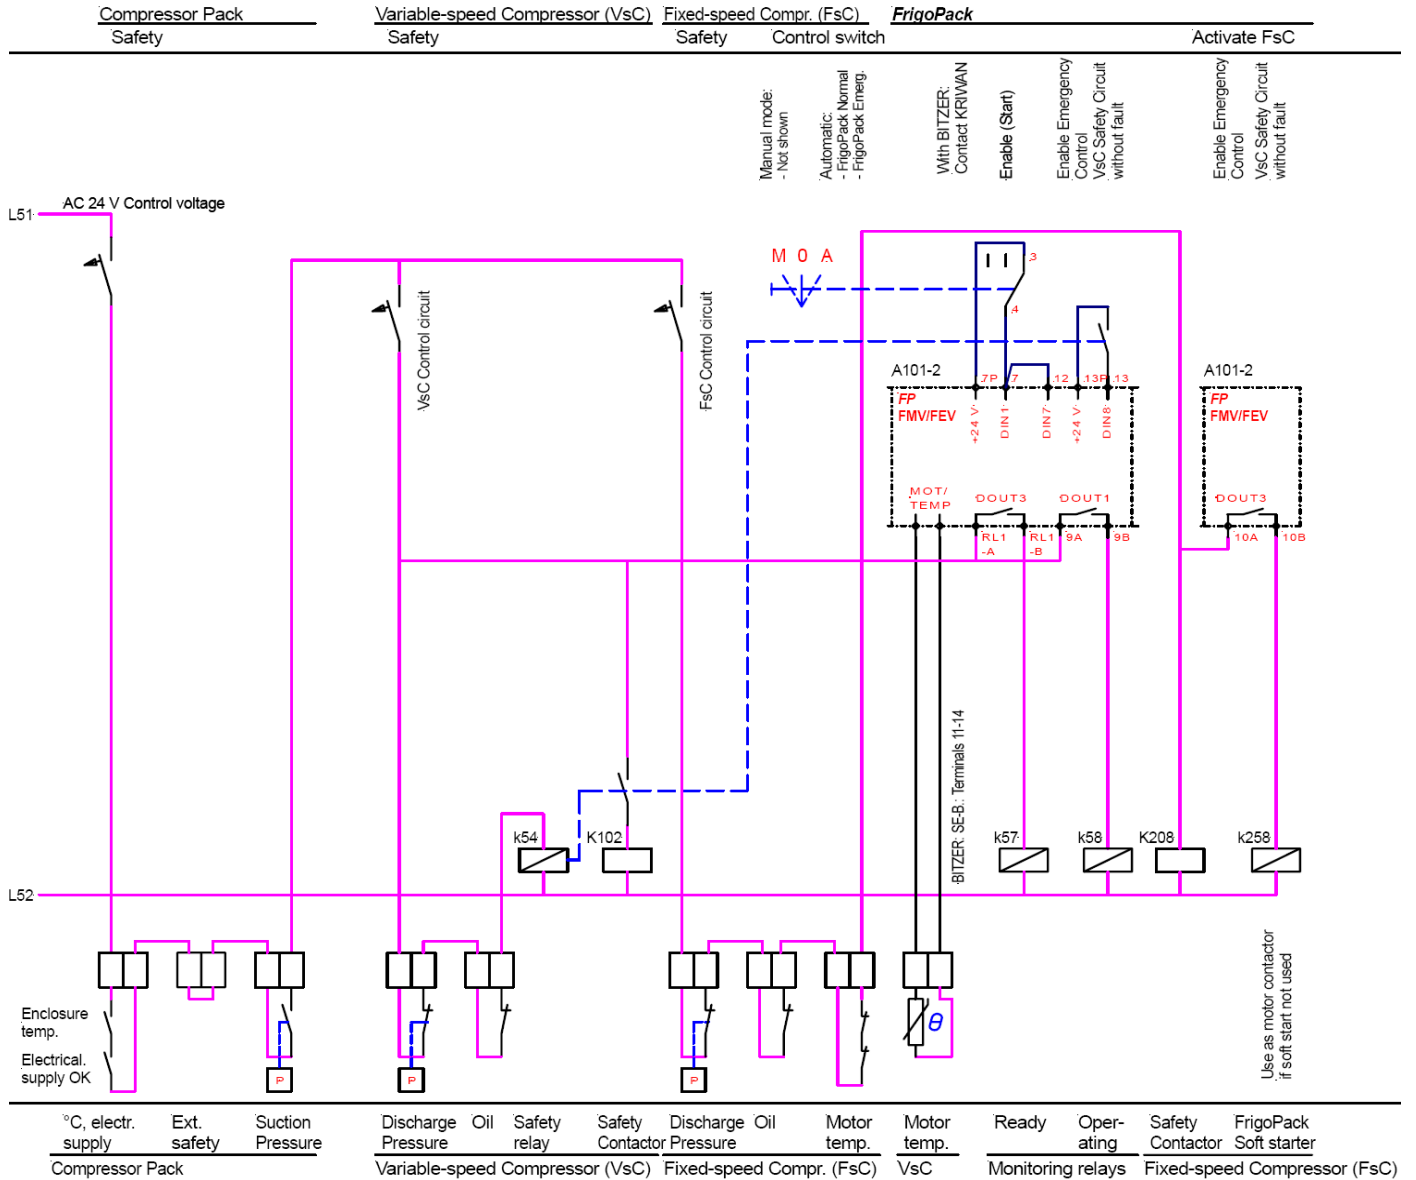 Compressor Pack
Variable-speed Compressor (VsC)
Fixed-speed Compr. (FsC)
FrigoPack
Safety
Safety
Safety
Control switch
Activate FsC
Manual mode:
- Not shown
Automatic:
- FrigoPack Normal
- FrigoPack Emerg.
With BITZER:
Contact KRIWAN
Enable (Start)
Enable Emergency
Control
VsC Safety Circuit
without fault
Enable Emergency
Control
VsC Safety Circuit
without fault
AC 24 V Control voltage
L51
M 0 A
3
4
VsC Control circuit
FsC Control circuit
A101-2
7P
7
12
13P
13
A101-2
FP
FMV/FEV
+24 V
DIN1
DIN7
+24 V
DIN8
FP
FMV/FEV
MOT/
TEMP
DOUT3
DOUT1
DOUT3
RL1
-A
RL1
-B
9A
9B
10A
10B
BITZER: SE-B.: Terminals 11-14
k54
K102
k57
k58
K208
k258
L52
Enclosure
temp.
Electrical.
supply OK
P
P
P
θ
Use as motor contactor
if soft start not used
°C, electr.
supply
Ext.
safety
Suction
Pressure
Discharge
Pressure
Oil
Safety
relay
Safety
Contactor
Discharge
Pressure
Oil
Motor
temp.
Motor
temp.
Ready
Oper-
ating
Safety
Contactor
FrigoPack
Soft starter
Compressor Pack
Variable-speed Compressor (VsC)
Fixed-speed Compr. (FsC)
VsC
Monitoring relays
Fixed-speed Compressor (FsC)